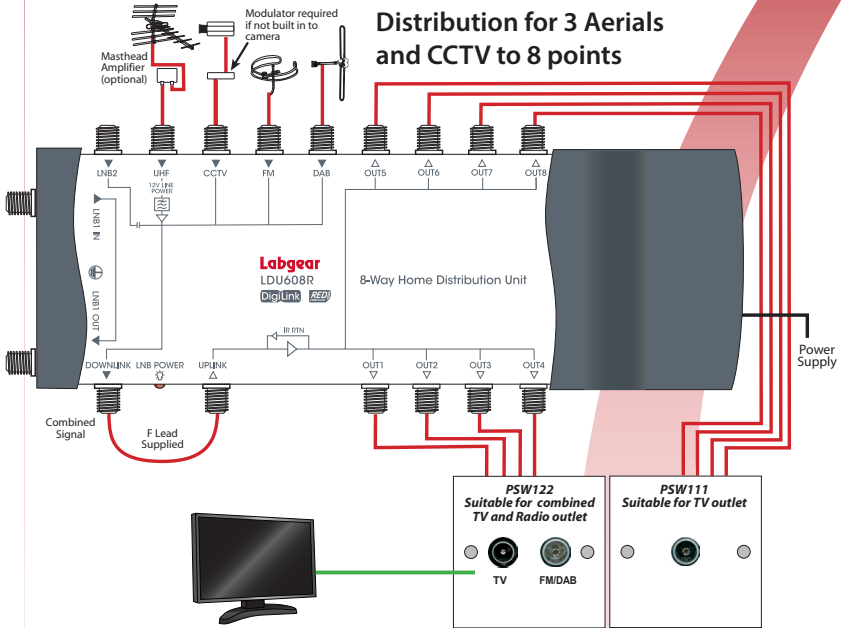 Distribution for 3 Aerials
and CCTV to 8 points
Modulator required
if not built in to
camera
Masthead
Amplifier
(optional)
LNB2
UHF
CCTV
FM
DAB
OUT5
OUT6
OUT7
OUT8
12V LINE
POWER
LNB1 IN
LNB1 OUT
Labgear
LDU608R
DigiLink RED
8-Way Home Distribution Unit
IR RTN
Power
Supply
DOWNLINK
LNB POWER
UPLINK
OUT1
OUT2
OUT3
OUT4
Combined
Signal
F Lead
Supplied
PSW122
Suitable for combined
TV and Radio outlet
TV
FM/DAB
PSW111
Suitable for TV outlet